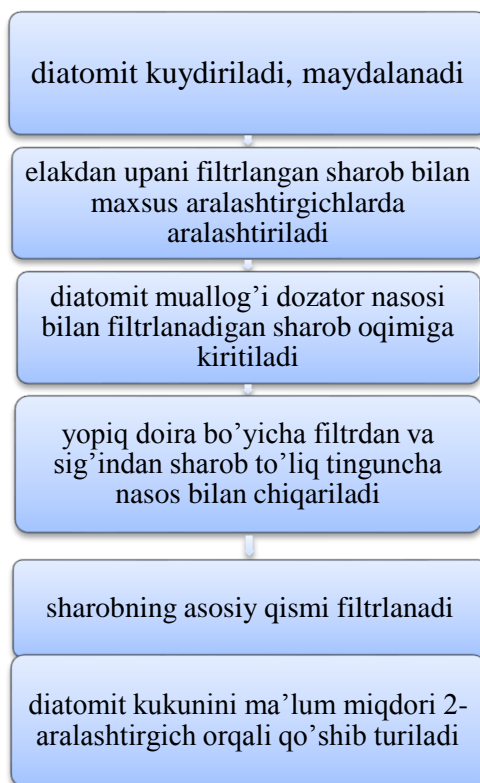 diatomit kuydiriladi, maydalanadi
elakdan upani filtrlangan sharob bilan
maxsus aralashtirgichlarda
aralashtiriladi
diatomit muallog’i dozator nasosi
bilan filtrlanadigan sharob oqimiga
kiritiladi
yopiq doira bo’yicha filtrdan va
sig’indan sharob to’liq tinguncha
nasos bilan chiqariladi
sharobning asosiy qismi filtrlanadi
diatomit kukunini ma’lum miqdori 2-
aralashtirgich orqali qo’shib turiladi